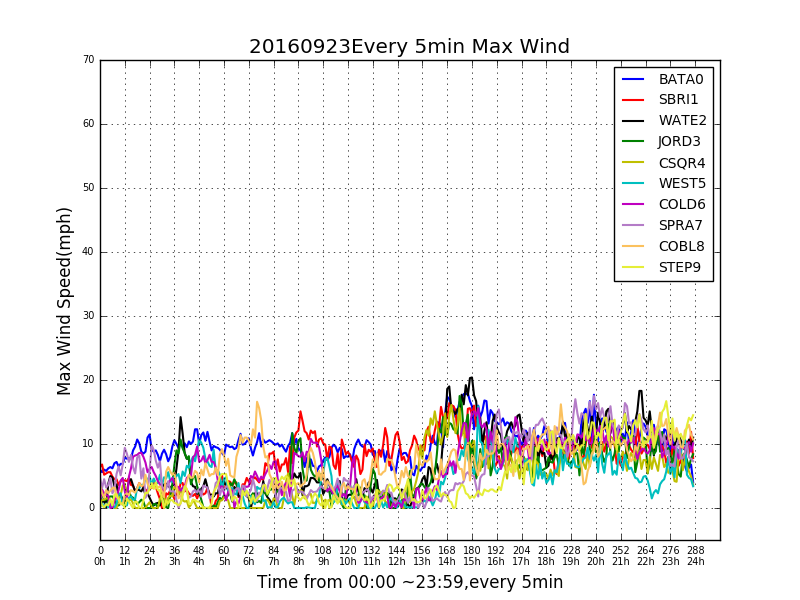 20160923Every 5min Max Wind
70
60
50
40
30
20
10
0
Max Wind Speed(mph)
BATA0
SBRI1
WATE2
JORD3
CSQR4
WEST5
COLD6
SPRA7
COBL8
STEP9
0 12 24 36 48 60 72 84 96 108 120 132 144 156 168 180 192 204 216 228 240 252 264 276 288
0h 1h 2h 3h 4h 5h 6h 7h 8h 9h 10h 11h 12h 13h 14h 15h 16h 17h 18h 19h 20h 21h 22h 23h 24h
Time from 00:00 ~23:59,every 5min